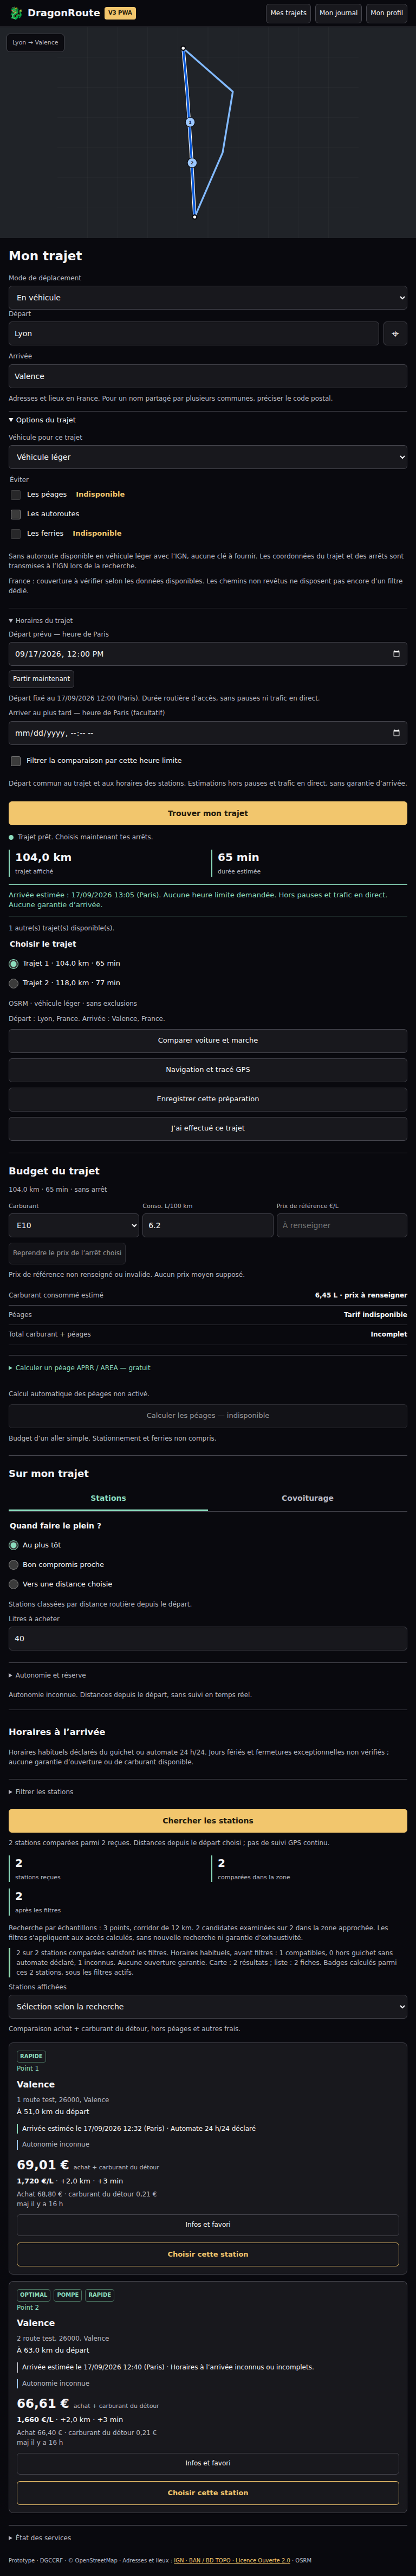 DragonRoute V3 PWA
Mes trajets
Mon journal
Mon profil
Lyon → Valence
1
2
Mon trajet
Mode de déplacement
En véhicule
Départ
Lyon
Arrivée
Valence
Adresses et lieux en France. Pour un nom partagé par plusieurs communes, préciser le code postal.
Options du trajet
Véhicule pour ce trajet
Véhicule léger
Éviter
Les péages Indisponible
Les autoroutes
Les ferries Indisponible
Sans autoroute disponible en véhicule léger avec l’IGN, aucune clé à fournir. Les coordonnées du trajet et des arrêts sont
transmises à l’IGN lors de la recherche.
France : couverture à vérifier selon les données disponibles. Les chemins non revêtus ne disposent pas encore d’un filtre
dédié.
Horaires du trajet
Départ prévu — heure de Paris
09/17/2026, 12:00 PM
Partir maintenant
Départ fixé au 17/09/2026 12:00 (Paris). Durée routière d’accès, sans pauses ni trafic en direct.
Arriver au plus tard — heure de Paris (facultatif)
mm/dd/yyyy, --:-- --
Filtrer la comparaison par cette heure limite
Départ commun au trajet et aux horaires des stations. Estimations hors pauses et trafic en direct, sans garantie d’arrivée.
Trouver mon trajet
Trajet prêt. Choisis maintenant tes arrêts.
104,0 km
trajet affiché
65 min
durée estimée
Arrivée estimée : 17/09/2026 13:05 (Paris). Aucune heure limite demandée. Hors pauses et trafic en direct.
Aucune garantie d’arrivée.
1 autre(s) trajet(s) disponible(s).
Choisir le trajet
Trajet 1 · 104,0 km · 65 min
Trajet 2 · 118,0 km · 77 min
OSRM · véhicule léger · sans exclusions
Départ : Lyon, France. Arrivée : Valence, France.
Comparer voiture et marche
Navigation et tracé GPS
Enregistrer cette préparation
J’ai effectué ce trajet
Budget du trajet
104,0 km · 65 min · sans arrêt
Carburant
Conso. L/100 km
Prix de référence €/L
E10
6.2
À renseigner
Reprendre le prix de l’arrêt choisi
Prix de référence non renseigné ou invalide. Aucun prix moyen supposé.
Carburant consommé estimé 6,45 L · prix à renseigner
Péages Tarif indisponible
Total carburant + péages Incomplet
Calculer un péage APRR / AREA — gratuit
Calcul automatique des péages non activé.
Calculer les péages — indisponible
Budget d’un aller simple. Stationnement et ferries non compris.
Sur mon trajet
Stations
Covoiturage
Quand faire le plein ?
Au plus tôt
Bon compromis proche
Vers une distance choisie
Stations classées par distance routière depuis le départ.
Litres à acheter
40
Autonomie et réserve
Autonomie inconnue. Distances depuis le départ, sans suivi en temps réel.
Horaires à l’arrivée
Horaires habituels déclarés du guichet ou automate 24 h/24. Jours fériés et fermetures exceptionnelles non vérifiés ;
aucune garantie d’ouverture ou de carburant disponible.
Filtrer les stations
Chercher les stations
2 stations comparées parmi 2 reçues. Distances depuis le départ choisi ; pas de suivi GPS continu.
2
stations reçues
2
comparées dans la zone
2
après les filtres
Recherche par échantillons : 3 points, corridor de 12 km. 2 candidates examinées sur 2 dans la zone approchée. Les
filtres s’appliquent aux accès calculés, sans nouvelle recherche ni garantie d’exhaustivité.
2 sur 2 stations comparées satisfont les filtres. Horaires habituels, avant filtres : 1 compatibles, 0 hors guichet sans
automate déclaré, 1 inconnus. Aucune ouverture garantie. Carte : 2 résultats ; liste : 2 fiches. Badges calculés parmi
ces 2 stations, sous les filtres actifs.
Stations affichées
Sélection selon la recherche
Comparaison achat + carburant du détour, hors péages et autres frais.
RAPIDE
Point 1
Valence
1 route test, 26000, Valence
À 51,0 km du départ
Arrivée estimée le 17/09/2026 12:32 (Paris) · Automate 24 h/24 déclaré
Autonomie inconnue
69,01 € achat + carburant du détour
1,720 €/L · +2,0 km · +3 min
Achat 68,80 € · carburant du détour 0,21 €
maj il y a 16 h
Infos et favori
Choisir cette station
OPTIMAL POMPE RAPIDE
Point 2
Valence
2 route test, 26000, Valence
À 63,0 km du départ
Arrivée estimée le 17/09/2026 12:40 (Paris) · Horaires à l’arrivée inconnus ou incomplets.
Autonomie inconnue
66,61 € achat + carburant du détour
1,660 €/L · +2,0 km · +3 min
Achat 66,40 € · carburant du détour 0,21 €
maj il y a 16 h
Infos et favori
Choisir cette station
État des services
Prototype · DGCCRF · © OpenStreetMap · Adresses et lieux : IGN · BAN / BD TOPO · Licence Ouverte 2.0 · OSRM